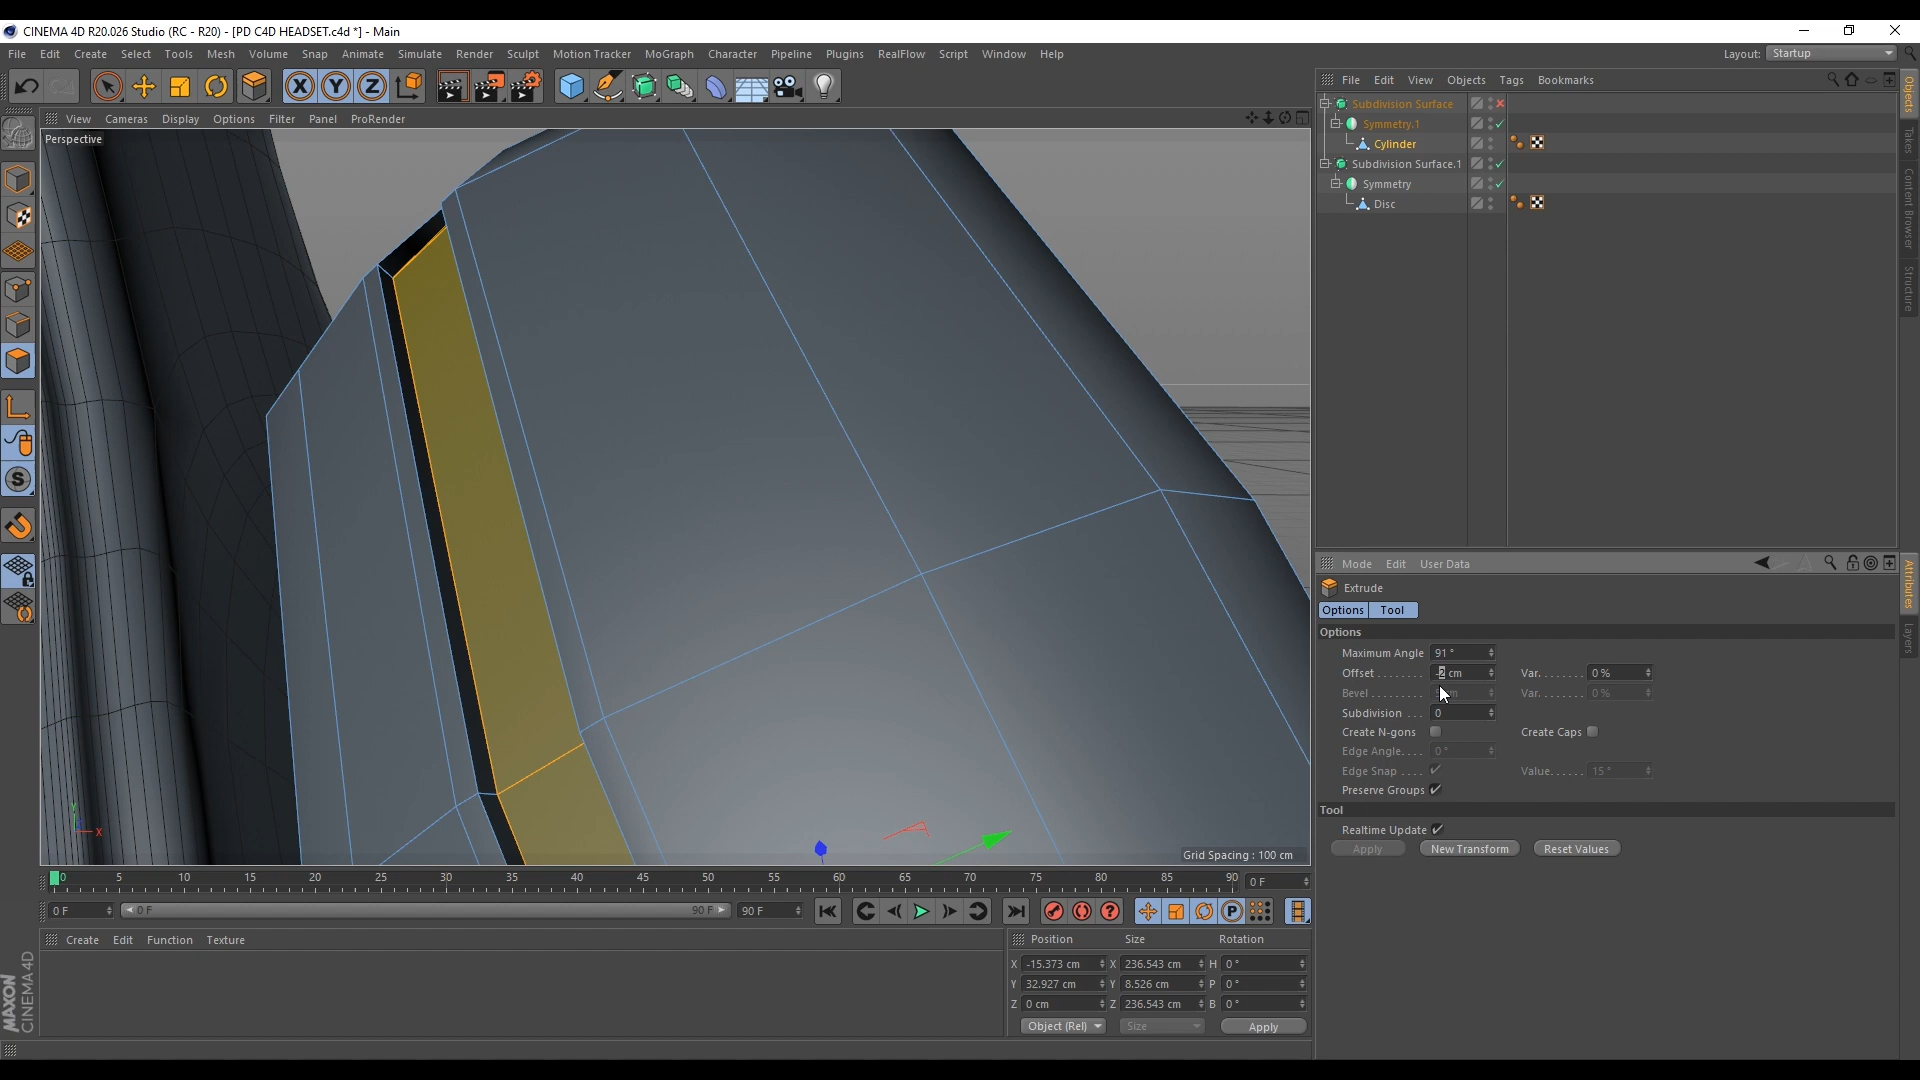 CINEMA 4D R20.026 Studio (RC - R20) - [PD C4D HEADSET.c4d *] - Main
File Edit Create Select Tools Mesh Volume Snap Animate Simulate Render Sculpt Motion Tracker MoGraph Character Pipeline Plugins RealFlow Script Window Help
Layout: Startup
View Cameras Display Options Filter Panel ProRender
Perspective
Grid Spacing : 100 cm
File Edit View Objects Tags Bookmarks
Subdivision Surface
Symmetry.1
Cylinder
Subdivision Surface.1
Symmetry
Disc
Objects
Takes
Content Browser
Structure
Mode Edit User Data
Extrude
Options Tool
Options
Maximum Angle 91 °
Offset . . . . . . . . -2 cm Var. . . . . . . 0 %
Bevel . . . . . . . . . Var. . . . . . . 0 %
Subdivision . . . 0
Create N-gons Create Caps
Edge Angle. . . . 0 °
Edge Snap . . . . Value. . . . . . 15 °
Preserve Groups
Tool
Realtime Update
Apply New Transform Reset Values
Attributes
Layers
0 5 10 15 20 25 30 35 40 45 50 55 60 65 70 75 80 85 90 0 F
0 F 0 F 90 F 90 F
Create Edit Function Texture
Position Size Rotation
X -15.373 cm X 236.543 cm H 0 °
Y 32.927 cm Y 8.526 cm P 0 °
Z 0 cm Z 236.543 cm B 0 °
Object (Rel) Size Apply
MAXON
CINEMA 4D
X
Y
Z
S
P
Y
X